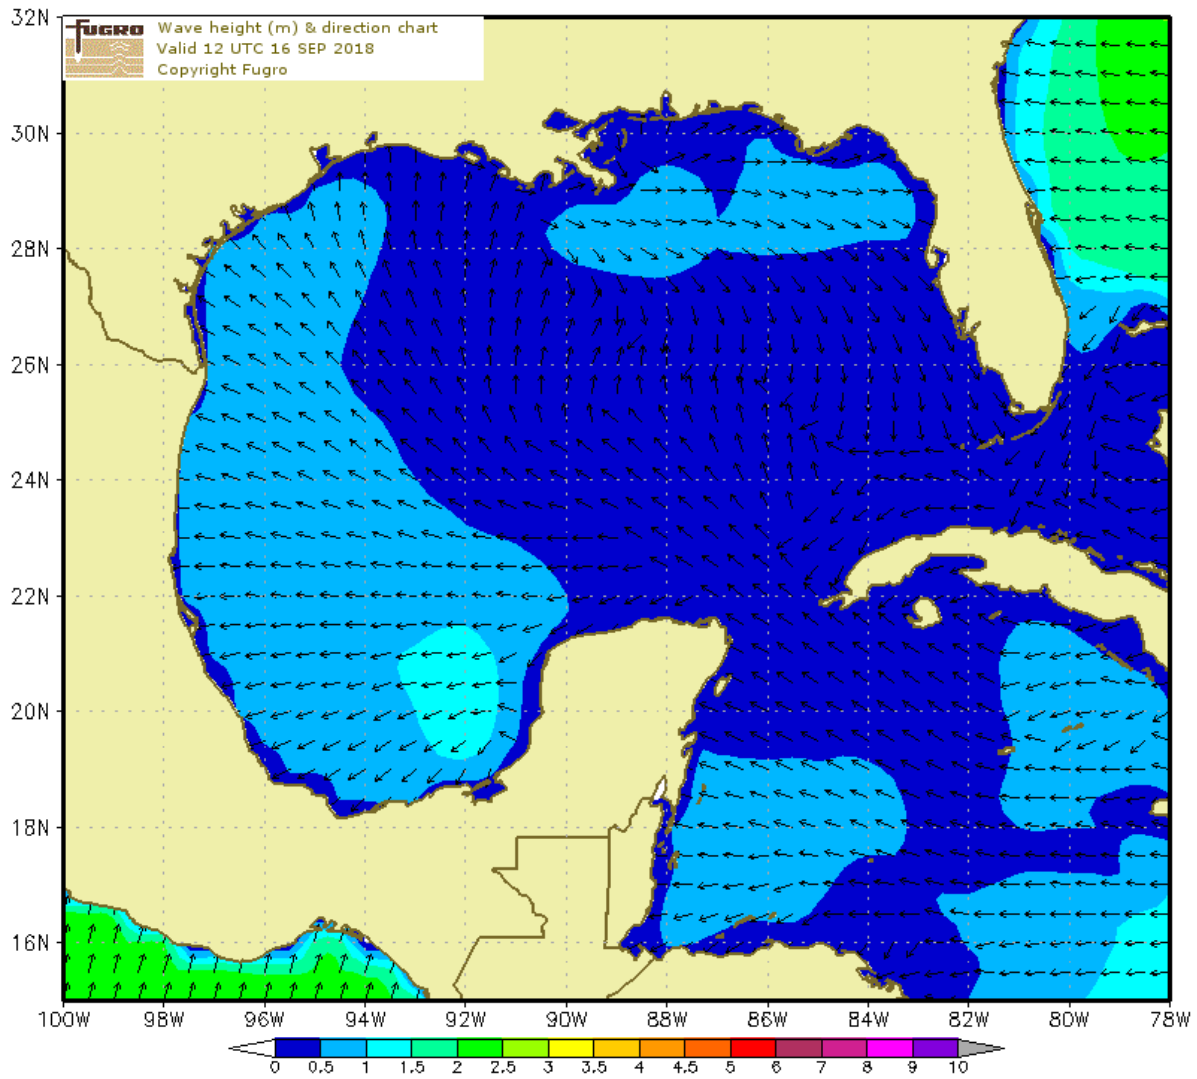 32N
FUGRO
Wave height (m) & direction chart
Valid 12 UTC 16 SEP 2018
Copyright Fugro
30N
28N
26N
24N
22N
20N
18N
16N
100W 98W 96W 94W 92W 90W 88W 86W 84W 82W 80W 78W
0 0.5 1 1.5 2 2.5 3 3.5 4 4.5 5 6 7 8 9 10